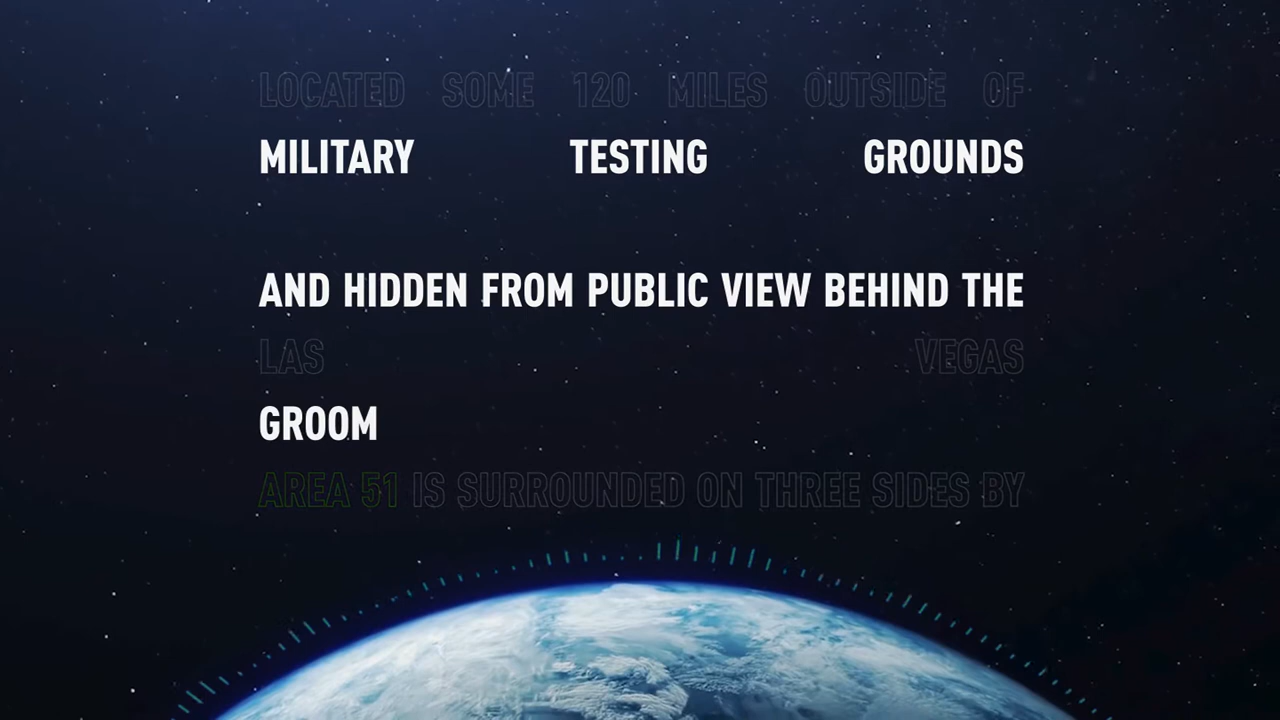 LOCATED SOME 120 MILES OUTSIDE OF
MILITARY TESTING GROUNDS
AND HIDDEN FROM PUBLIC VIEW BEHIND THE
LAS VEGAS
GROOM
AREA 51 IS SURROUNDED ON THREE SIDES BY